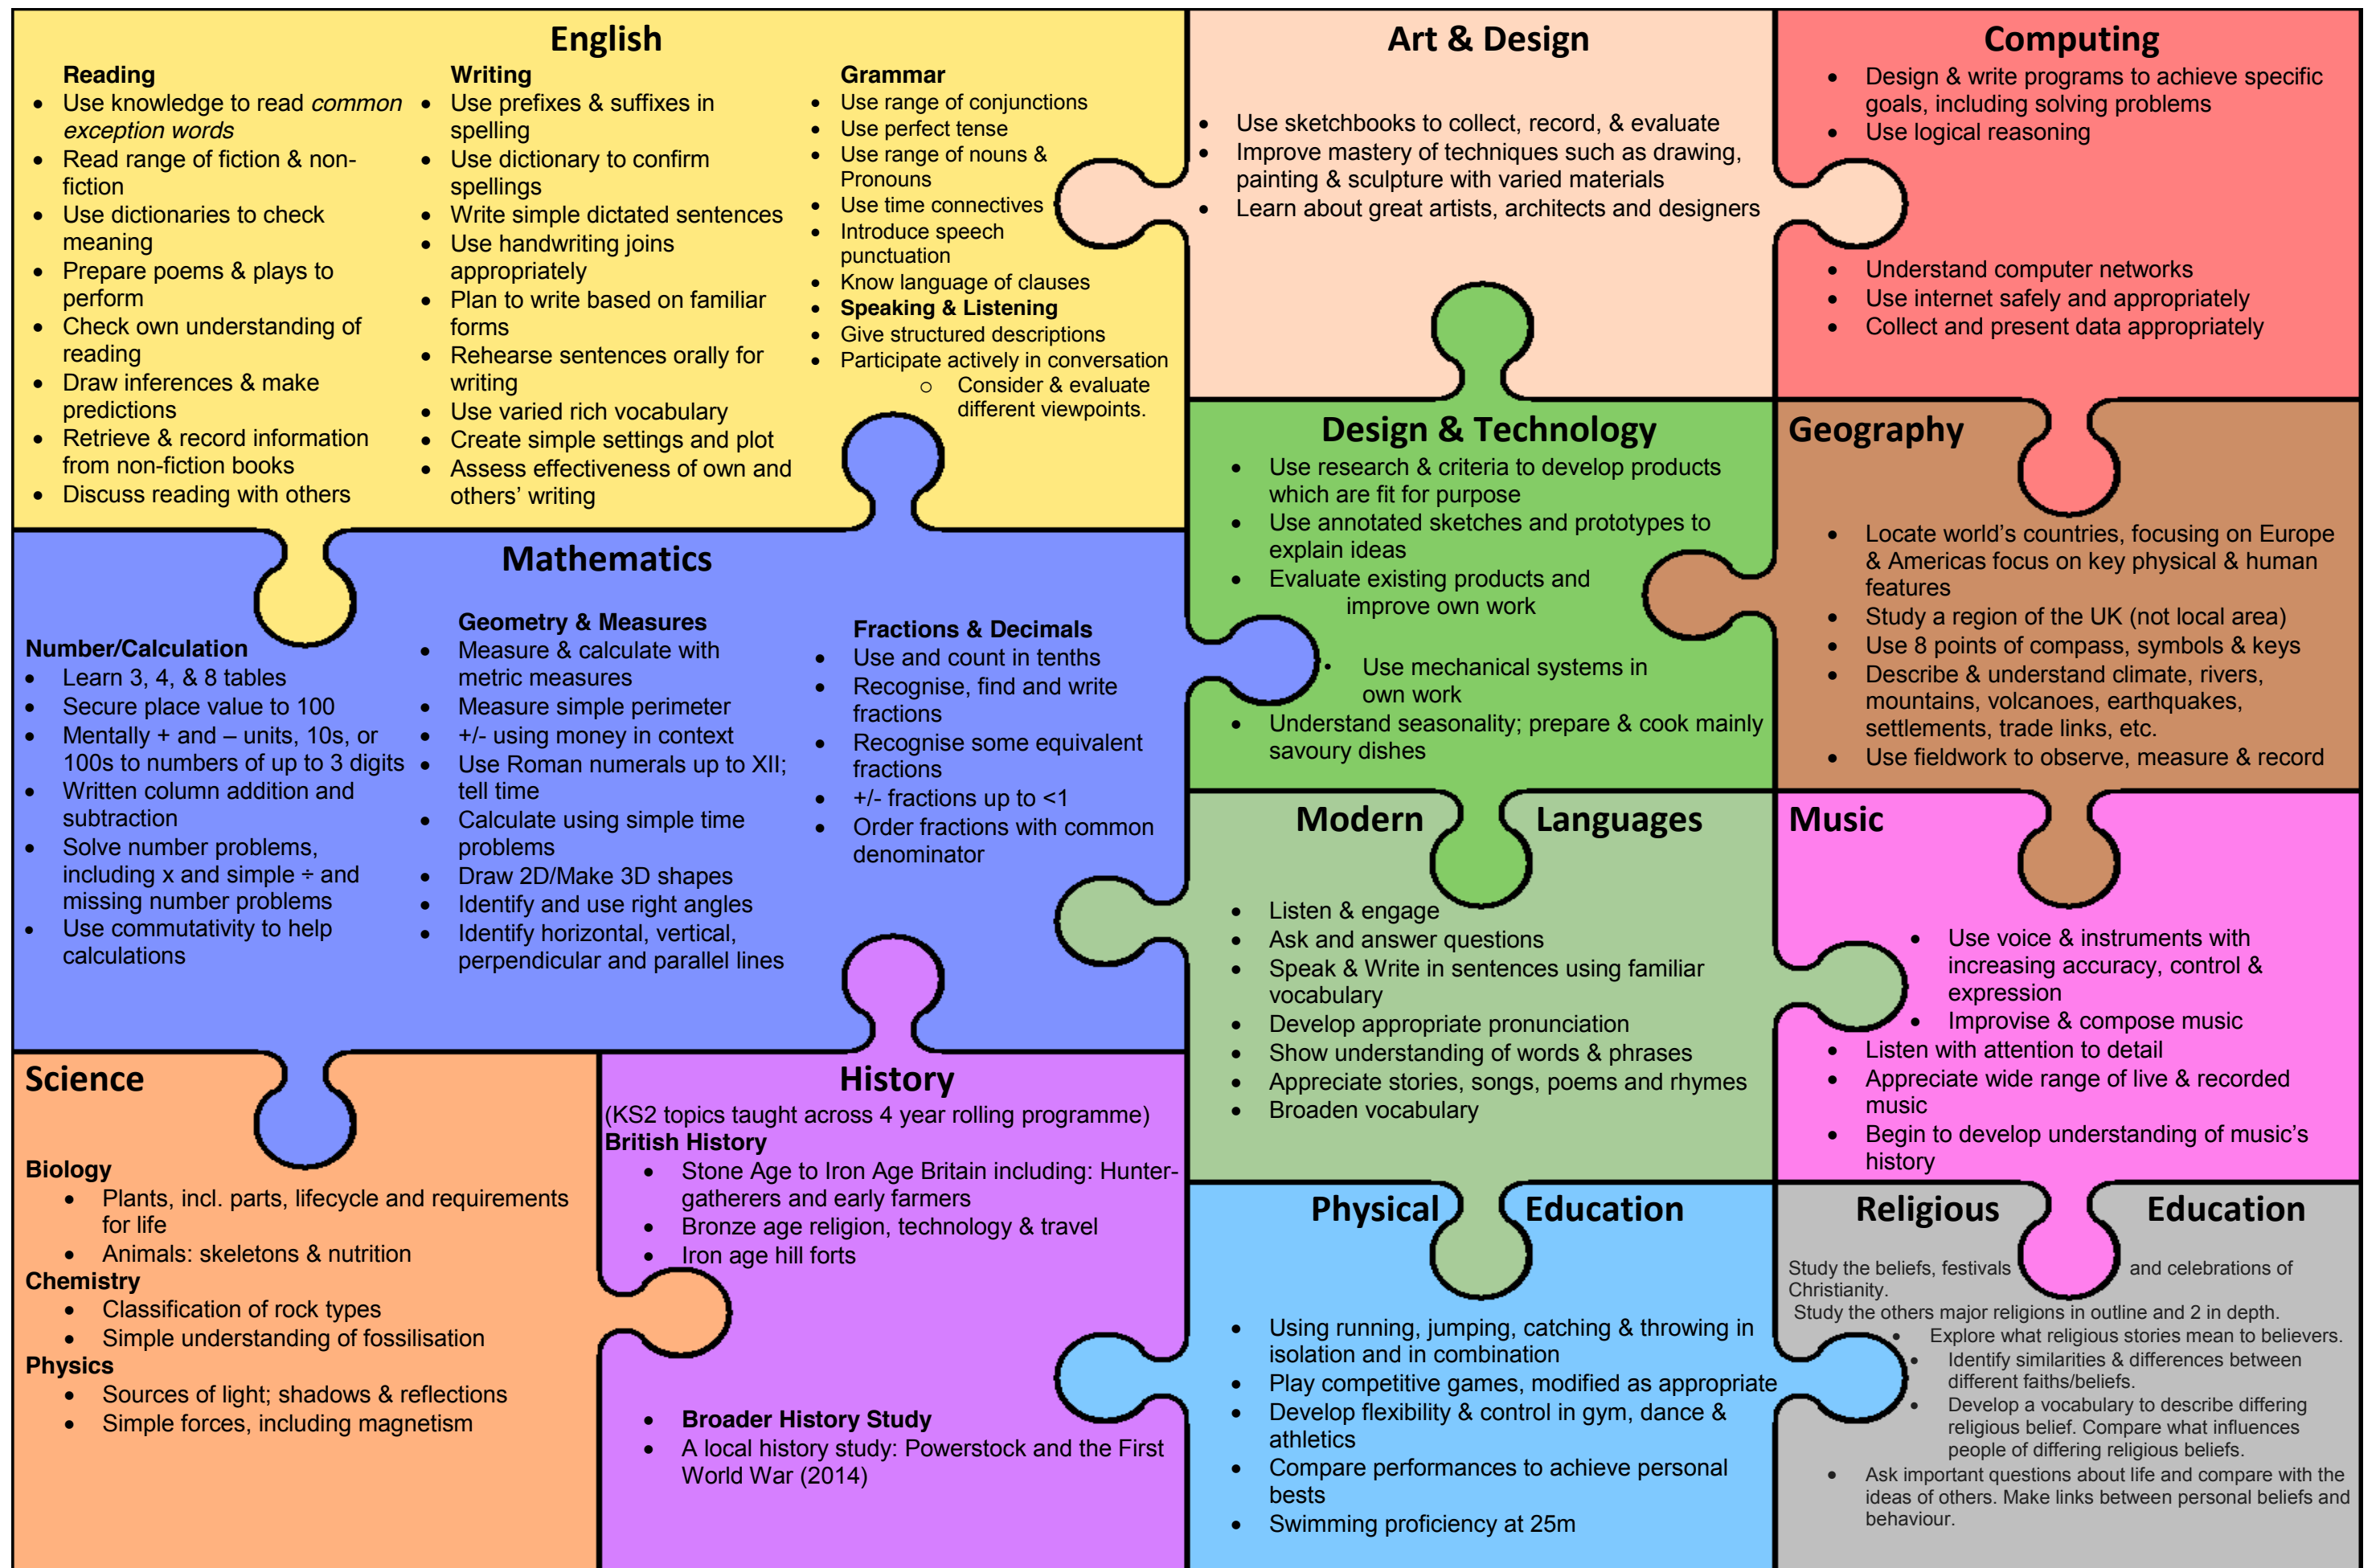 English
Reading
• Use knowledge to read common
exception words
• Read range of fiction & non-
fiction
• Use dictionaries to check
meaning
• Prepare poems & plays to
perform
• Check own understanding of
reading
• Draw inferences & make
predictions
• Retrieve & record information
from non-fiction books
• Discuss reading with others
Writing
• Use prefixes & suffixes in
spelling
• Use dictionary to confirm
spellings
• Write simple dictated sentences
• Use handwriting joins
appropriately
• Plan to write based on familiar
forms
• Rehearse sentences orally for
writing
• Use varied rich vocabulary
• Create simple settings and plot
• Assess effectiveness of own and
others’ writing
Grammar
• Use range of conjunctions
• Use perfect tense
• Use range of nouns &
Pronouns
• Use time connectives
• Introduce speech
punctuation
• Know language of clauses
• Speaking & Listening
• Give structured descriptions
• Participate actively in conversation
o Consider & evaluate
different viewpoints.
Art & Design
• Use sketchbooks to collect, record, & evaluate
• Improve mastery of techniques such as drawing,
painting & sculpture with varied materials
• Learn about great artists, architects and designers
Computing
• Design & write programs to achieve specific
goals, including solving problems
• Use logical reasoning
• Understand computer networks
• Use internet safely and appropriately
• Collect and present data appropriately
Mathematics
Number/Calculation
• Learn 3, 4, & 8 tables
• Secure place value to 100
• Mentally + and – units, 10s, or
100s to numbers of up to 3 digits
• Written column addition and
subtraction
• Solve number problems,
including x and simple ÷ and
missing number problems
• Use commutativity to help
calculations
Geometry & Measures
• Measure & calculate with
metric measures
• Measure simple perimeter
• +/- using money in context
• Use Roman numerals up to XII;
tell time
• Calculate using simple time
problems
• Draw 2D/Make 3D shapes
• Identify and use right angles
• Identify horizontal, vertical,
perpendicular and parallel lines
Fractions & Decimals
• Use and count in tenths
• Recognise, find and write
fractions
• Recognise some equivalent
fractions
• +/- fractions up to <1
• Order fractions with common
denominator
Design & Technology
• Use research & criteria to develop products
which are fit for purpose
• Use annotated sketches and prototypes to
explain ideas
• Evaluate existing products and
improve own work
• Use mechanical systems in
own work
• Understand seasonality; prepare & cook mainly
savoury dishes
Geography
• Locate world’s countries, focusing on Europe
& Americas focus on key physical & human
features
• Study a region of the UK (not local area)
• Use 8 points of compass, symbols & keys
• Describe & understand climate, rivers,
mountains, volcanoes, earthquakes,
settlements, trade links, etc.
• Use fieldwork to observe, measure & record
Modern Languages
• Listen & engage
• Ask and answer questions
• Speak & Write in sentences using familiar
vocabulary
• Develop appropriate pronunciation
• Show understanding of words & phrases
• Appreciate stories, songs, poems and rhymes
• Broaden vocabulary
Music
• Use voice & instruments with
increasing accuracy, control &
expression
• Improvise & compose music
• Listen with attention to detail
• Appreciate wide range of live & recorded
music
• Begin to develop understanding of music’s
history
Science
Biology
• Plants, incl. parts, lifecycle and requirements
for life
• Animals: skeletons & nutrition
Chemistry
• Classification of rock types
• Simple understanding of fossilisation
Physics
• Sources of light; shadows & reflections
• Simple forces, including magnetism
History
(KS2 topics taught across 4 year rolling programme)
British History
• Stone Age to Iron Age Britain including: Hunter-
gatherers and early farmers
• Bronze age religion, technology & travel
• Iron age hill forts
• Broader History Study
• A local history study: Powerstock and the First
World War (2014)
Physical Education
• Using running, jumping, catching & throwing in
isolation and in combination
• Play competitive games, modified as appropriate
• Develop flexibility & control in gym, dance &
athletics
• Compare performances to achieve personal
bests
• Swimming proficiency at 25m
Religious Education
Study the beliefs, festivals and celebrations of
Christianity.
Study the others major religions in outline and 2 in depth.
• Explore what religious stories mean to believers.
• Identify similarities & differences between
different faiths/beliefs.
• Develop a vocabulary to describe differing
religious belief. Compare what influences
people of differing religious beliefs.
• Ask important questions about life and compare with the
ideas of others. Make links between personal beliefs and
behaviour.